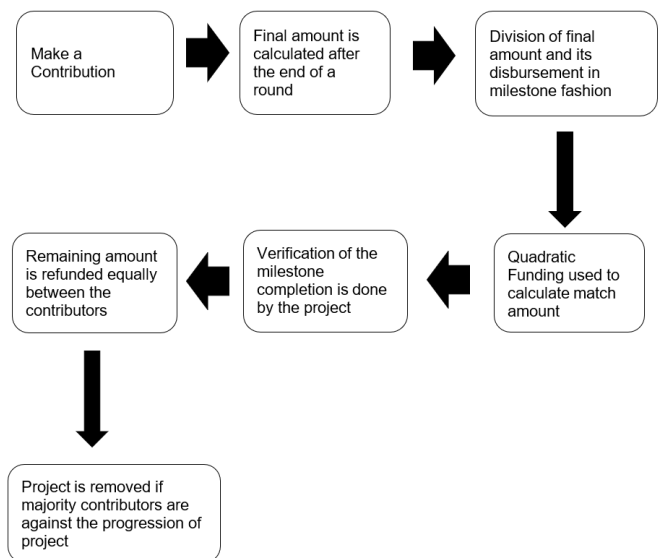 Make a
Contribution
Final amount is
calculated after
the end of a
round
Division of final
amount and its
disbursement in
milestone fashion
Quadratic
Funding used to
calculate match
amount
Verification of the
milestone
completion is done
by the project
Remaining amount
is refunded equally
between the
contributors
Project is removed if
majority contributors are
against the progression of
project